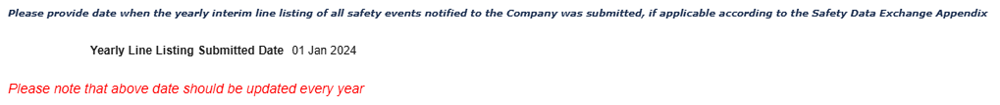 Please provide date when the yearly interim line listing of all safety events notified to the Company was submitted, if applicable according to the Safety Data Exchange Appendix
Yearly Line Listing Submitted Date 01 Jan 2024
Please note that above date should be updated every year